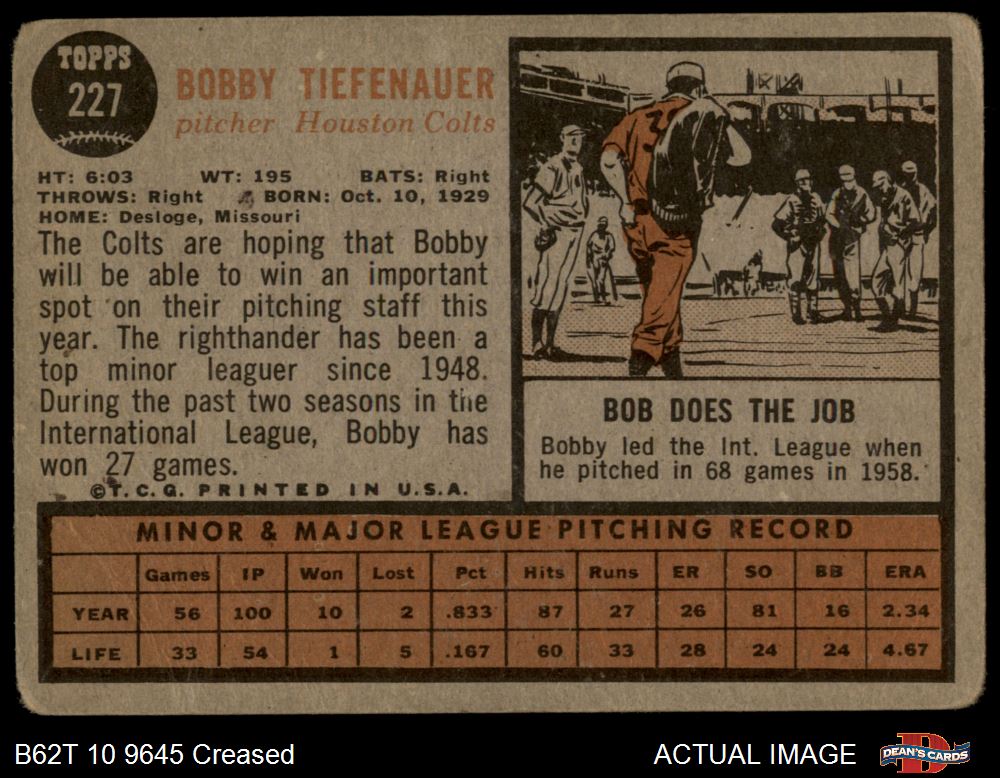 TOPPS
227
BOBBY TIEFENAUER
pitcher Houston Colts
HT: 6:03 WT: 195 BATS: Right
THROWS: Right BORN: Oct. 10, 1929
HOME: Desloge, Missouri
The Colts are hoping that Bobby
will be able to win an important
spot on their pitching staff this
year. The righthander has been a
top minor leaguer since 1948.
During the past two seasons in the
International League, Bobby has
won 27 games.
©T.C.G. PRINTED IN U.S.A.
BOB DOES THE JOB
Bobby led the Int. League when
he pitched in 68 games in 1958.
MINOR & MAJOR LEAGUE PITCHING RECORD
Games IP Won Lost Pct Hits Runs ER SO BB ERA
YEAR 56 100 10 2 .833 87 27 26 81 16 2.34
LIFE 33 54 1 5 .167 60 33 28 24 24 4.67
B62T 10 9645 Creased
ACTUAL IMAGE
DEAN'S CARDS